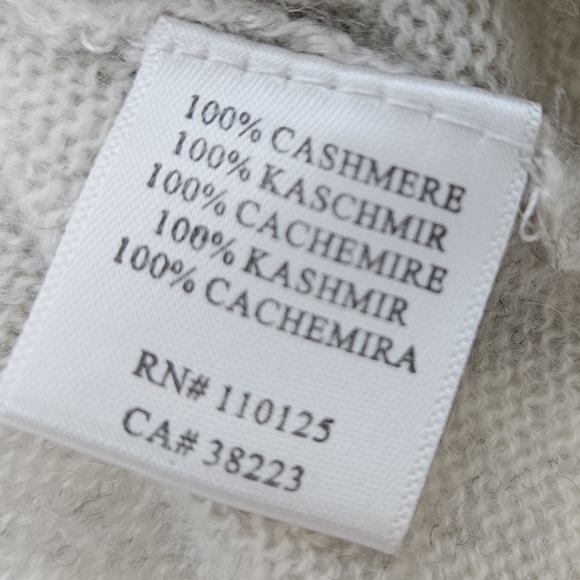 100% CASHMERE
100% KASCHMIR
100% CACHEMIRE
100% KASHMIR
100% CACHEMIRA
RN# 110125
CA# 38223